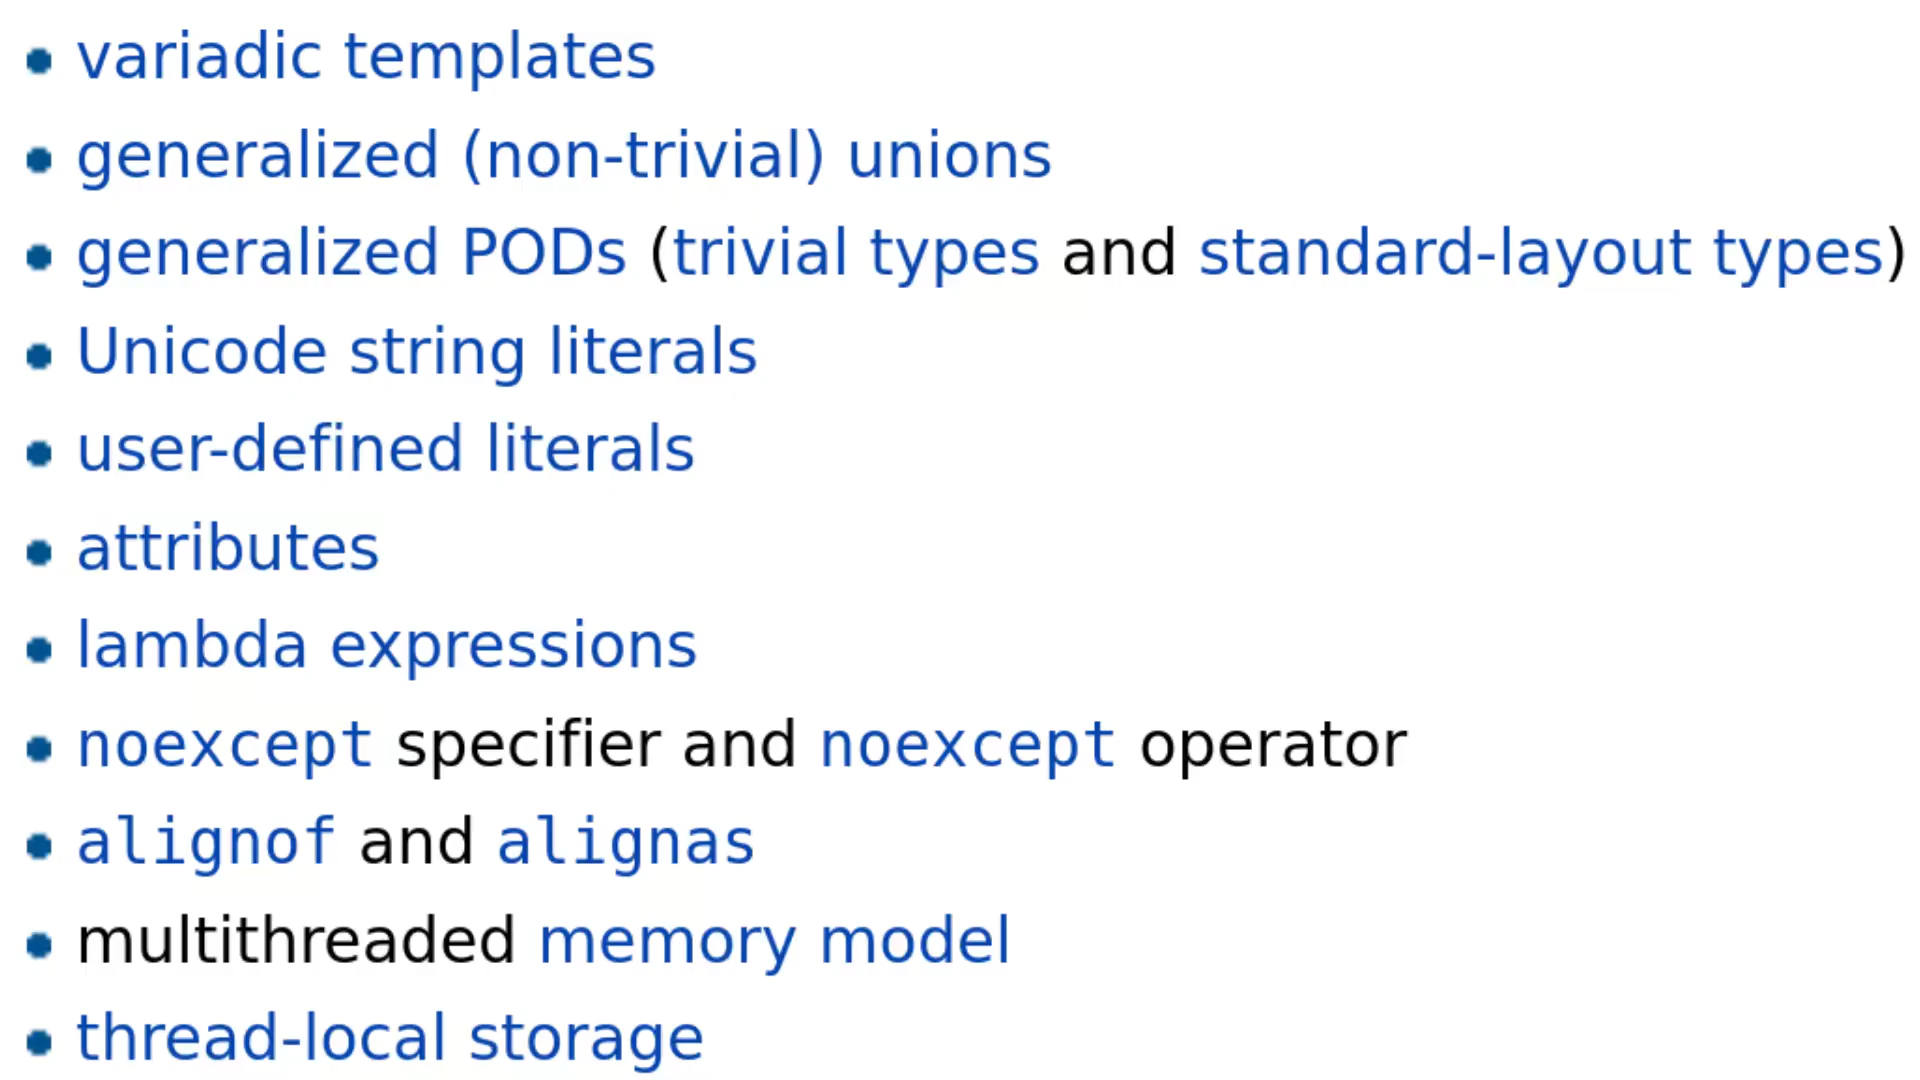 • variadic templates
• generalized (non-trivial) unions
• generalized PODs (trivial types and standard-layout types)
• Unicode string literals
• user-defined literals
• attributes
• lambda expressions
• noexcept specifier and noexcept operator
• alignof and alignas
• multithreaded memory model
• thread-local storage